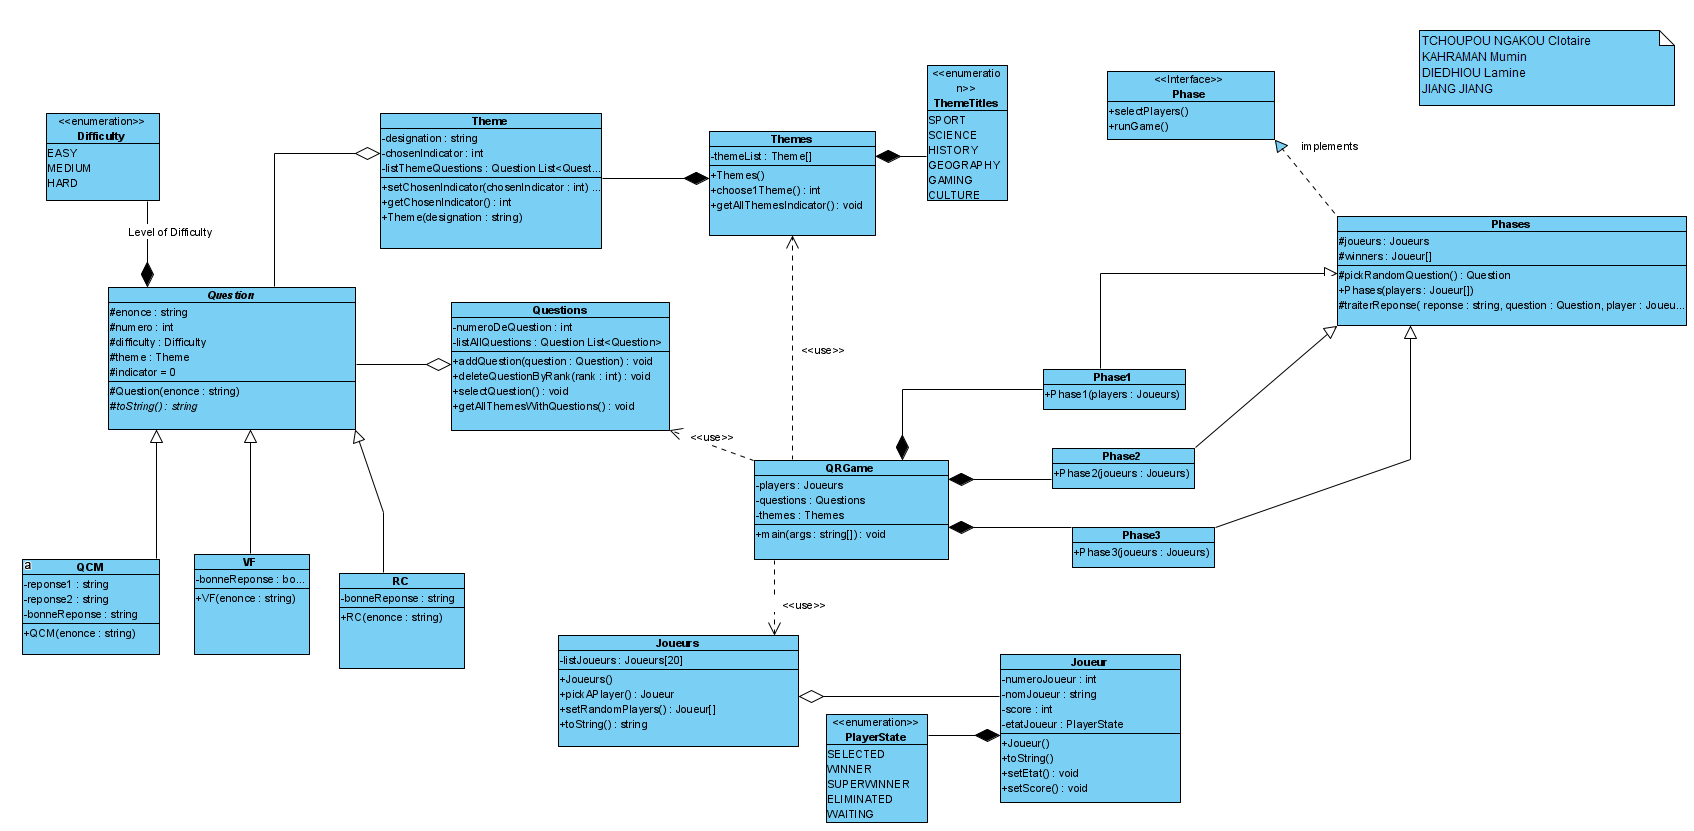 TCHOUPOU NGAKOU Clotaire
KAHRAMAN Mumin
DIEDHIOU Lamine
JIANG JIANG
<<enumeration>>
Difficulty
EASY
MEDIUM
HARD
Level of Difficulty
Theme
-designation : string
-chosenIndicator : int
-listThemeQuestions : Question List<Quest...
+setChosenIndicator(chosenIndicator : int) ...
+getChosenIndicator() : int
+Theme(designation : string)
Themes
-themeList : Theme[]
+Themes()
+choose1Theme() : int
+getAllThemesIndicator() : void
<<enumeratio
n>>
ThemeTitles
SPORT
SCIENCE
HISTORY
GEOGRAPHY
GAMING
CULTURE
<<Interface>>
Phase
+selectPlayers()
+runGame()
implements
Phases
#joueurs : Joueurs
#winners : Joueur[]
#pickRandomQuestion() : Question
+Phases(players : Joueur[])
#traiterReponse( reponse : string, question : Question, player : Joueu...
Question
#enonce : string
#numero : int
#difficulty : Difficulty
#theme : Theme
#indicator = 0
#Question(enonce : string)
#toString() : string
Questions
-numeroDeQuestion : int
-listAllQuestions : Question List<Question>
+addQuestion(question : Question) : void
+deleteQuestionByRank(rank : int) : void
+selectQuestion() : void
+getAllThemesWithQuestions() : void
<<use>>
<<use>>
Phase1
+Phase1(players : Joueurs)
Phase2
+Phase2(joueurs : Joueurs)
Phase3
+Phase3(joueurs : Joueurs)
QRGame
-players : Joueurs
-questions : Questions
-themes : Themes
+main(args : string[]) : void
<<use>>
a
QCM
-reponse1 : string
-reponse2 : string
-bonneReponse : string
+QCM(enonce : string)
VF
-bonneReponse : bo...
+VF(enonce : string)
RC
-bonneReponse : string
+RC(enonce : string)
Joueurs
-listJoueurs : Joueurs[20]
+Joueurs()
+pickAPlayer() : Joueur
+setRandomPlayers() : Joueur[]
+toString() : string
<<enumeration>>
PlayerState
SELECTED
WINNER
SUPERWINNER
ELIMINATED
WAITING
Joueur
-numeroJoueur : int
-nomJoueur : string
-score : int
-etatJoueur : PlayerState
+Joueur()
+toString()
+setEtat() : void
+setScore() : void